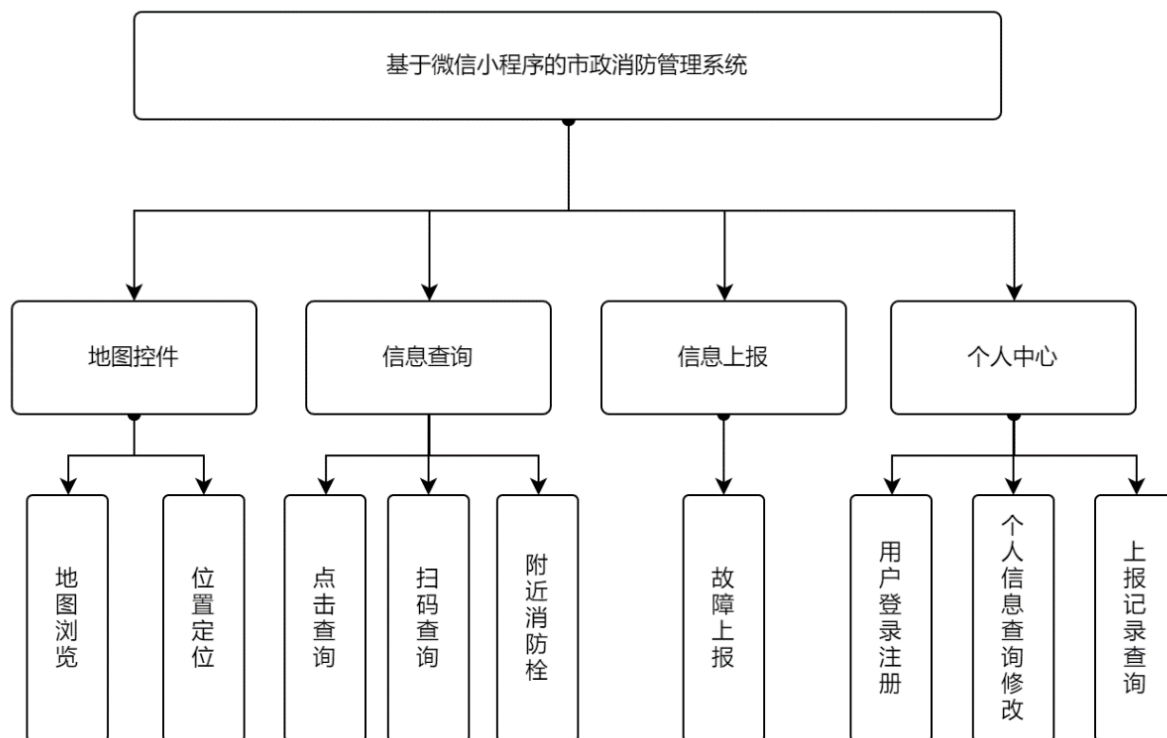 基于微信小程序的市政消防管理系统
地图控件
信息查询
信息上报
个人中心
地图浏览
位置定位
点击查询
扫码查询
附近消防栓
故障上报
用户登录注册
个人信息查询修改
上报记录查询